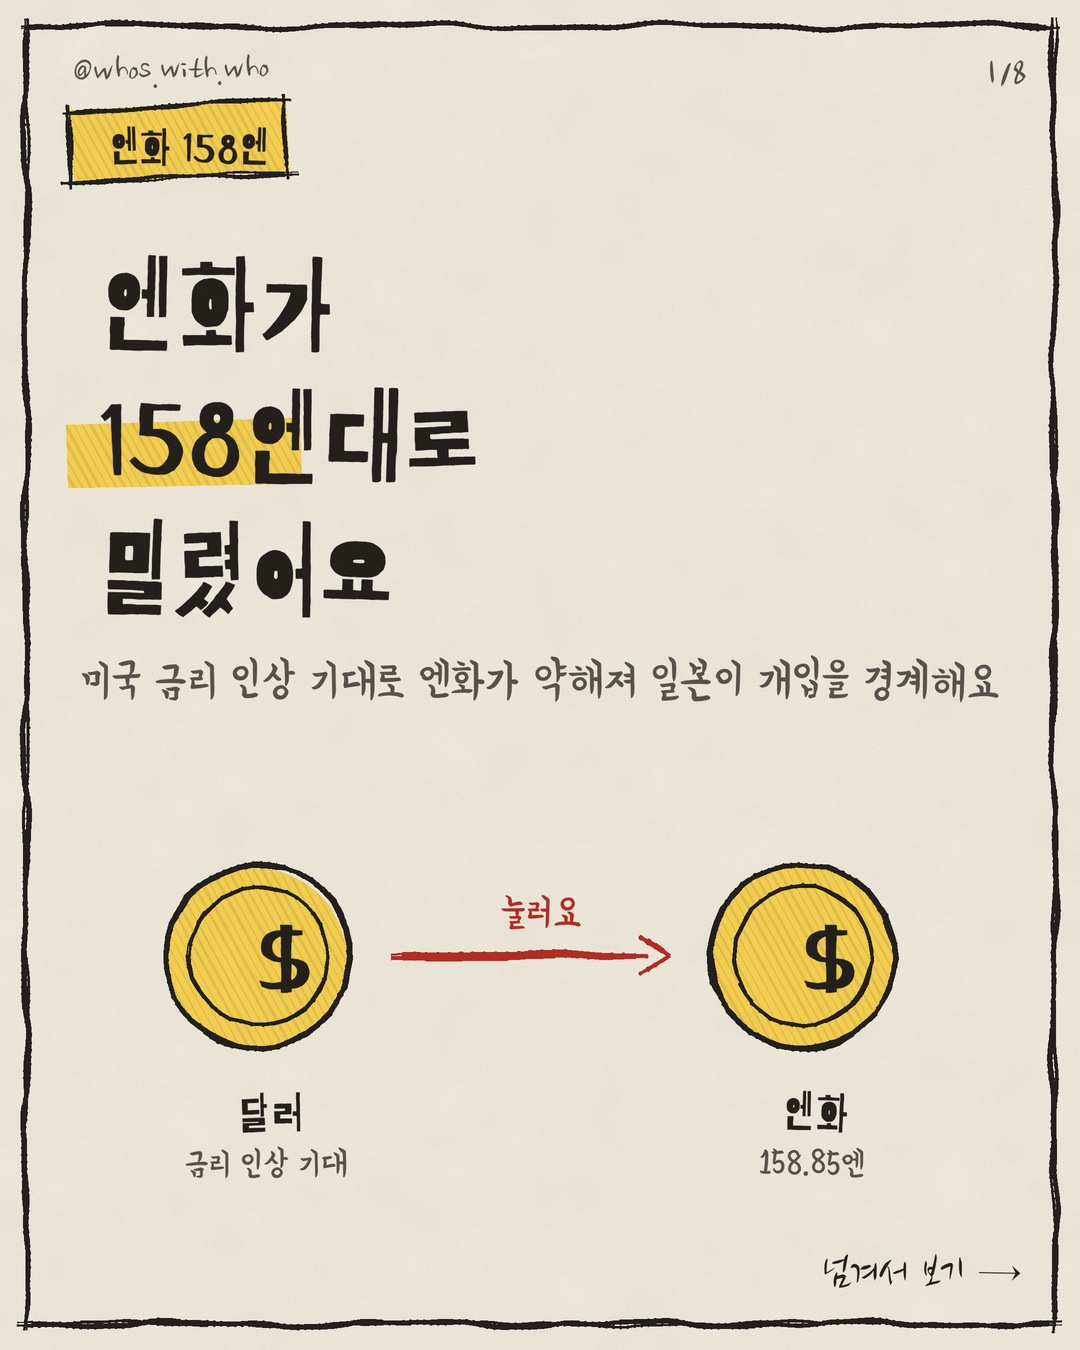 @whos.with.who
1/8
엔화 158엔
엔화가
158엔대로
밀렸어요
미국 금리 인상 기대로 엔화가 약해져 일본이 개입을 경계해요
눌러요
$
$
달러
엔화
금리 인상 기대
158.85엔
넘겨서 보기 →